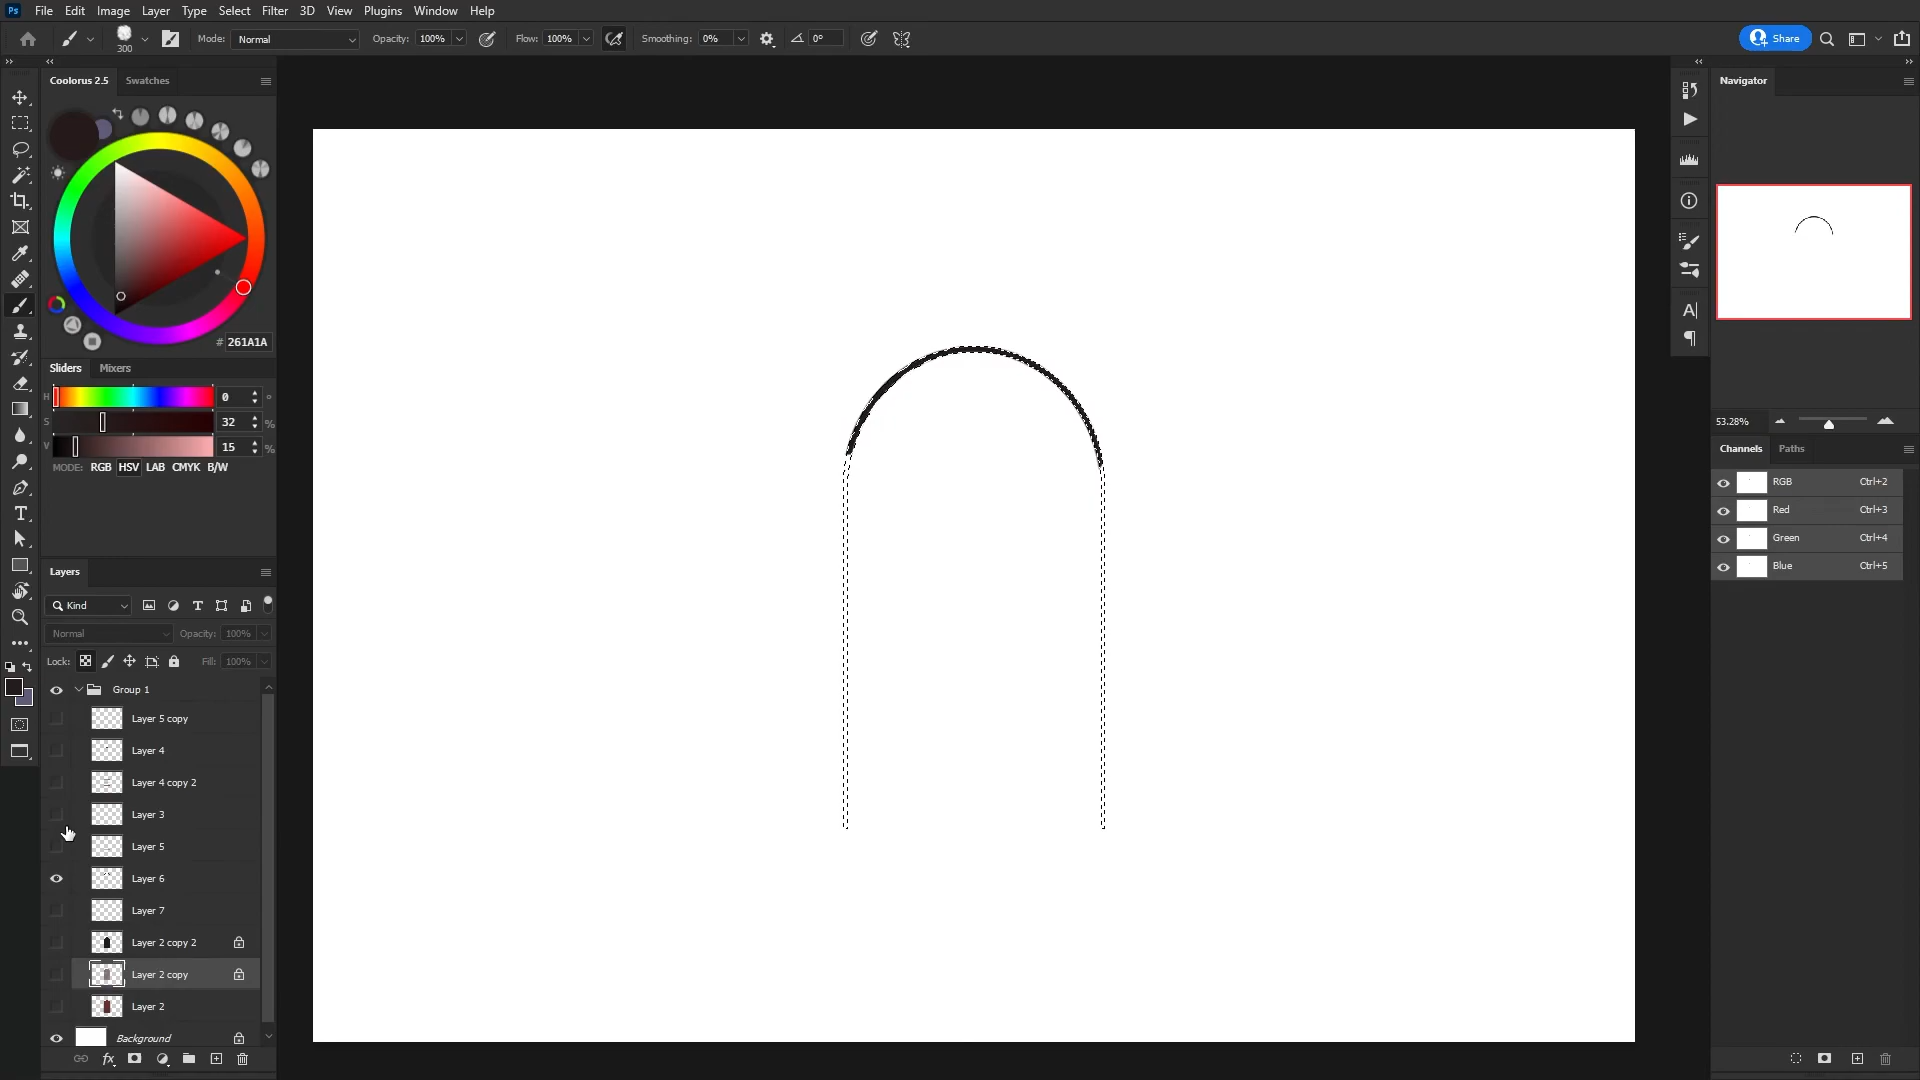 Ps File Edit Image Layer Type Select Filter 3D View Plugins Window Help
300 Mode: Normal Opacity: 100% Flow: 100% Smoothing: 0% 0° Share
Coolorus 2.5 Swatches
# 261A1A
Sliders Mixers
H 0 °
S 32 %
V 15 %
MODE: RGB HSV LAB CMYK B/W
Layers
Kind
Normal Opacity: 100%
Lock: Fill: 100%
Group 1
Layer 5 copy
Layer 4
Layer 4 copy 2
Layer 3
Layer 5
Layer 6
Layer 7
Layer 2 copy 2
Layer 2 copy
Layer 2
Background
fx
Navigator
53.28%
Channels Paths
RGB Ctrl+2
Red Ctrl+3
Green Ctrl+4
Blue Ctrl+5